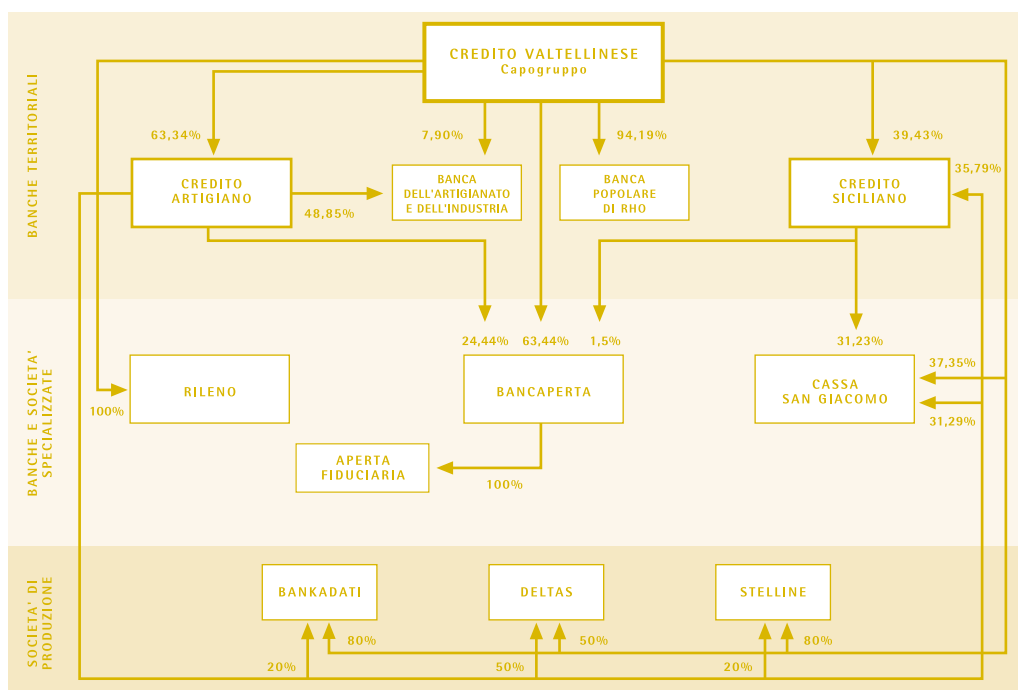 BANCHE TERRITORIALI
CREDITO VALTELLINESE
Capogruppo
63,34%
7,90%
94,19%
39,43%
35,79%
CREDITO
ARTIGIANO
48,85%
BANCA
DELL'ARTIGIANATO
E DELL'INDUSTRIA
BANCA
POPOLARE
DI RHO
CREDITO
SICILIANO
BANCHE E SOCIETA'
SPECIALIZZATE
24,44%
63,44%
1,5%
31,23%
100%
RILENO
BANCAPERTA
CASSA
SAN GIACOMO
37,35%
31,29%
APERTA
FIDUCIARIA
100%
SOCIETA' DI
PRODUZIONE
BANKADATI
DELTAS
STELLINE
80%
50%
80%
20%
50%
20%